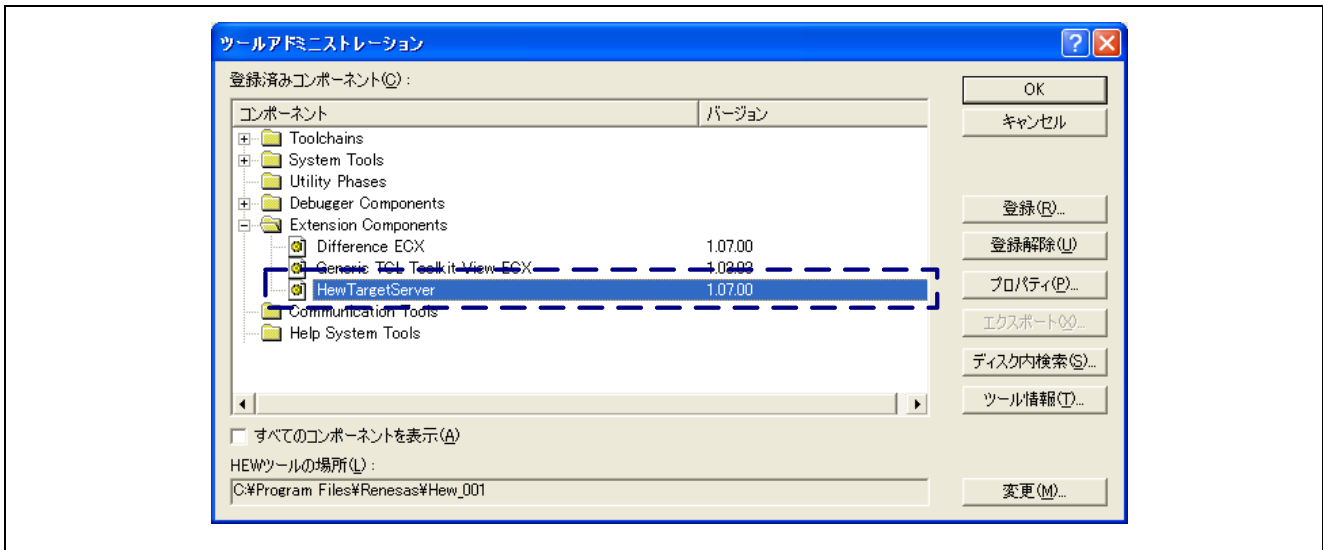 ツールアドミニストレーション
登録済みコンポーネント(C):
コンポーネント バージョン
Toolchains
System Tools
Utility Phases
Debugger Components
Extension Components
Difference ECX 1.07.00
Generic TCL Toolkit View ECX 1.03.03
HewTargetServer 1.07.00
Communication Tools
Help System Tools
すべてのコンポーネントを表示(A)
HEWツールの場所(L):
C:¥Program Files¥Renesas¥Hew_001
OK
キャンセル
登録(R)...
登録解除(U)
プロパティ(P)...
エクスポート(X)...
ディスク内検索(S)...
ツール情報(T)...
変更(M)...